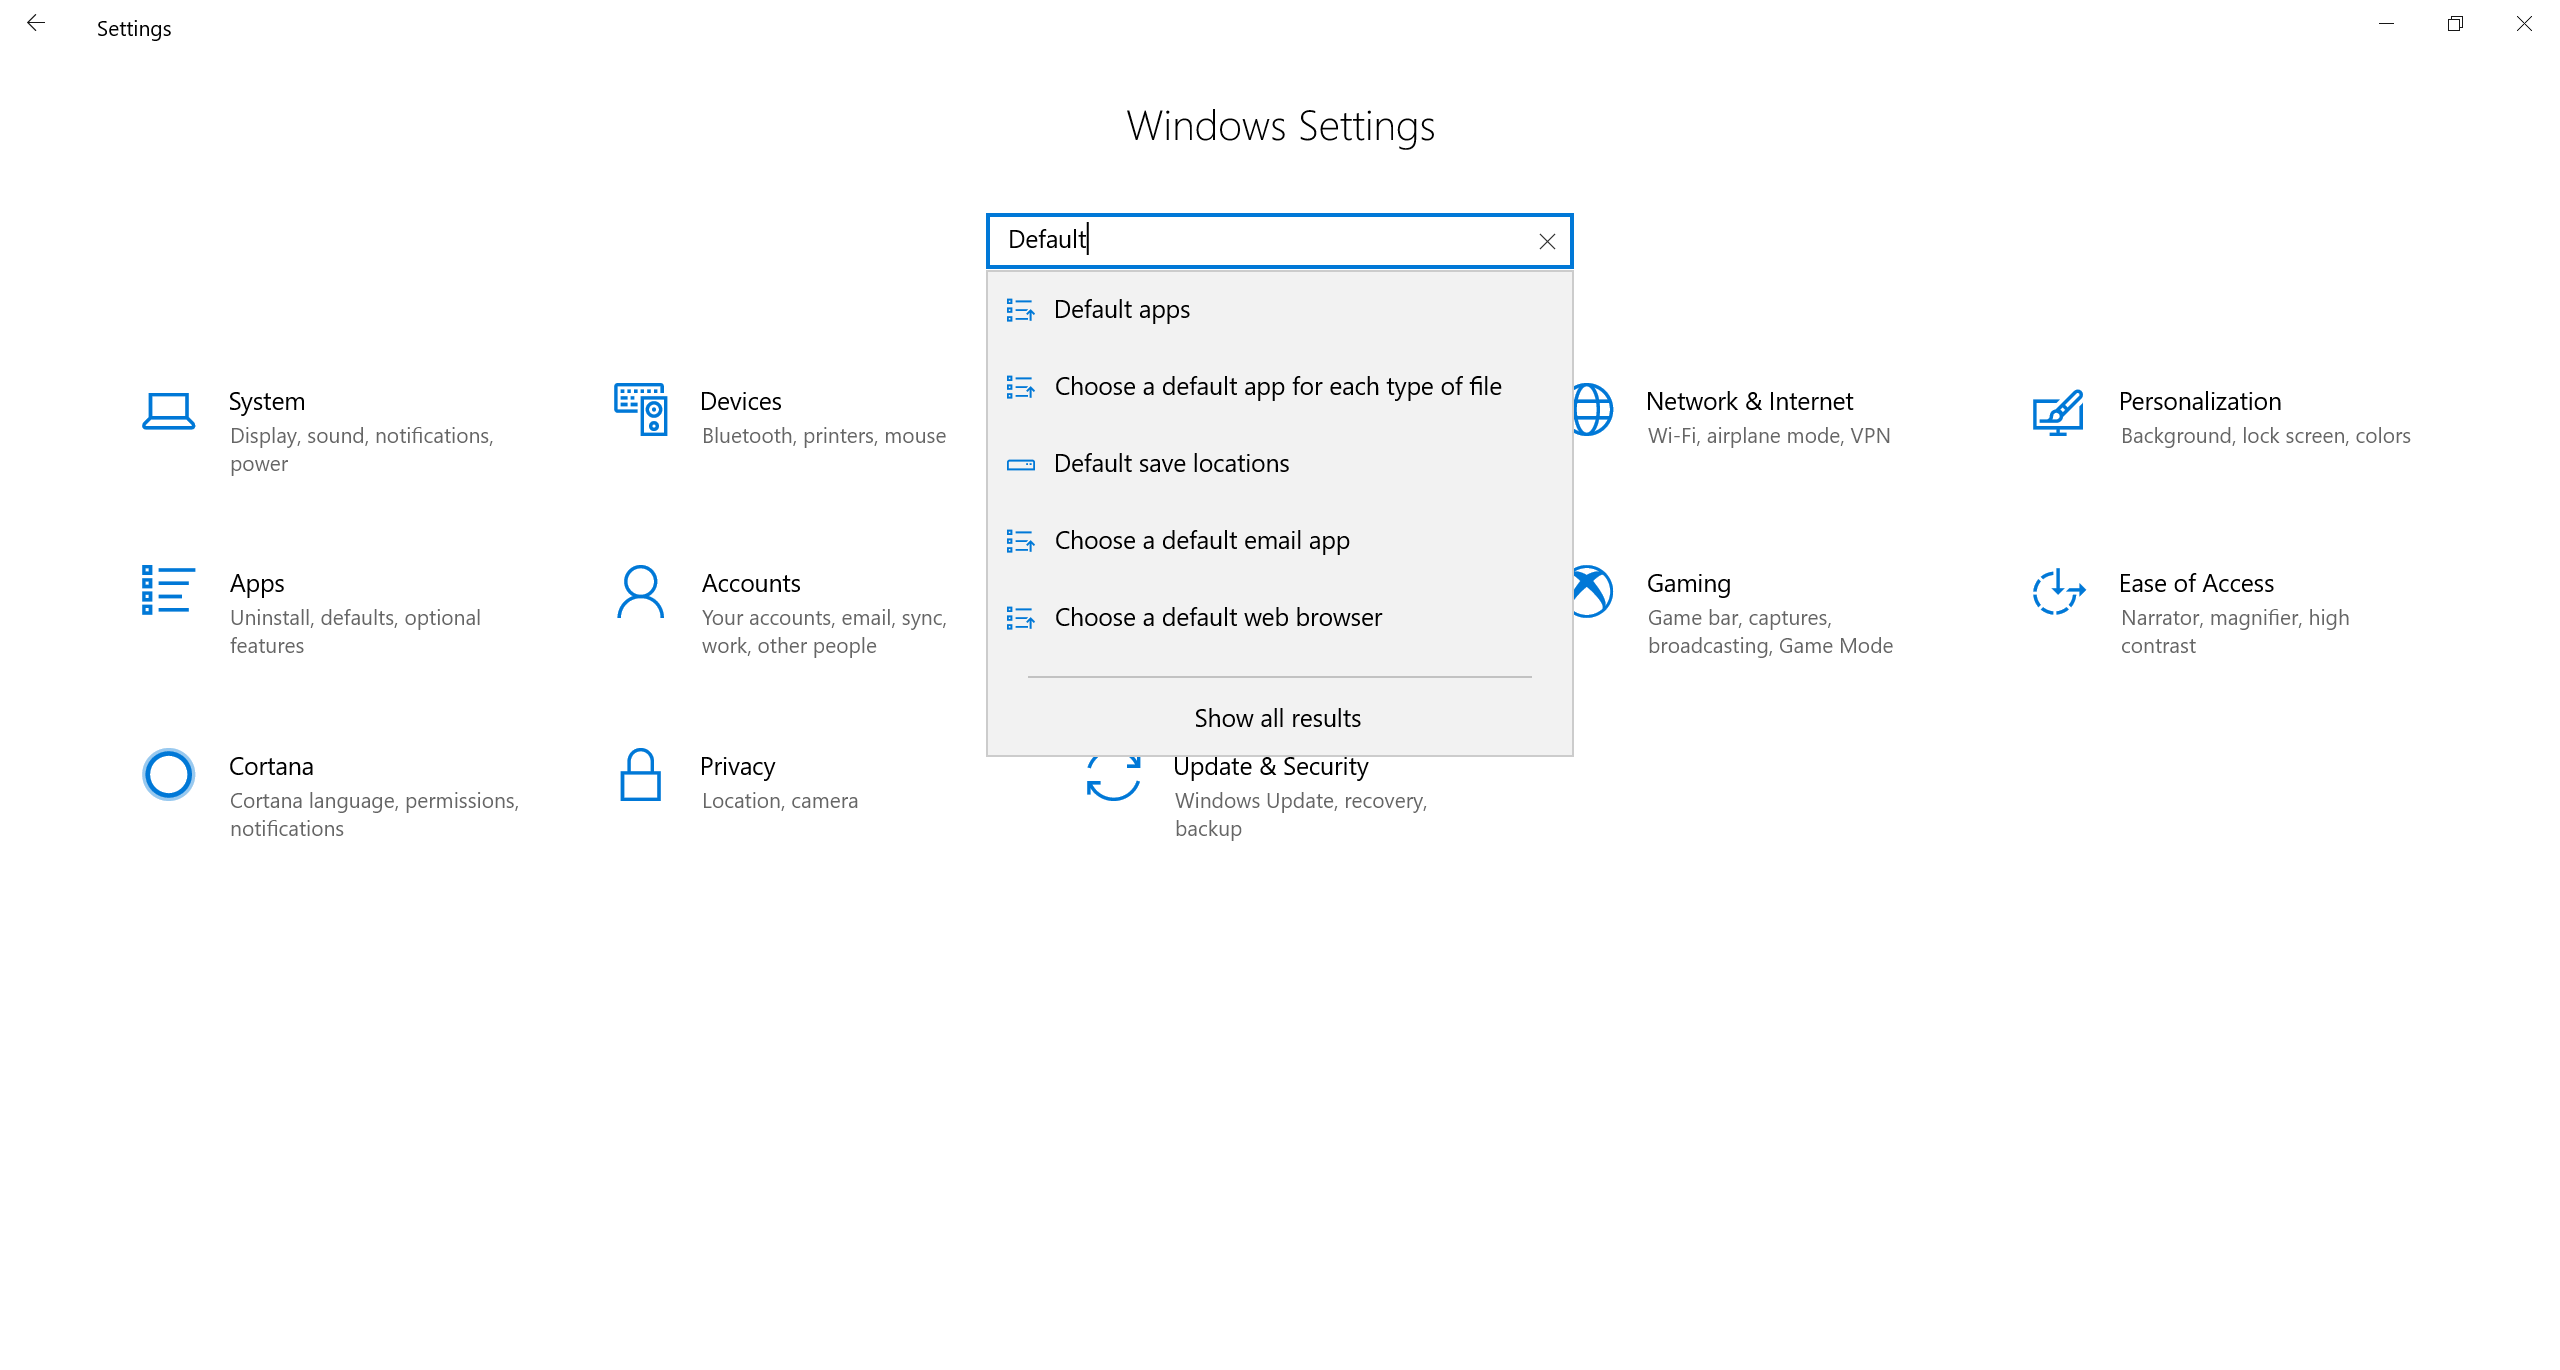 Settings
Windows Settings
Default
Default apps
Choose a default app for each type of file
Default save locations
Choose a default email app
Choose a default web browser
Show all results
System
Display, sound, notifications,
power
Devices
Bluetooth, printers, mouse
Network & Internet
Wi-Fi, airplane mode, VPN
Personalization
Background, lock screen, colors
Apps
Uninstall, defaults, optional
features
Accounts
Your accounts, email, sync,
work, other people
Gaming
Game bar, captures,
broadcasting, Game Mode
Ease of Access
Narrator, magnifier, high
contrast
Cortana
Cortana language, permissions,
notifications
Privacy
Location, camera
Update & Security
Windows Update, recovery,
backup